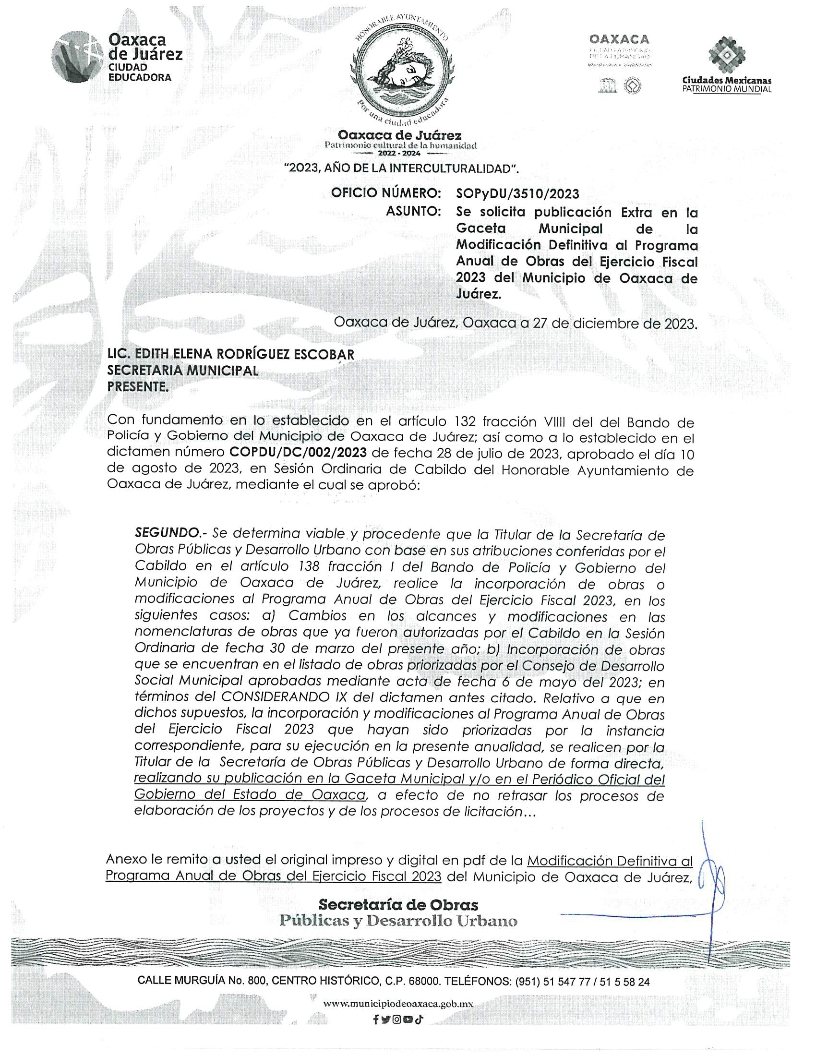 Oaxaca
de Juárez
CIUDAD
EDUCADORA
HONORABLE AYUNTAMIENTO
Por una ciudad educadora
Oaxaca de Juárez
Patrimonio cultural de la humanidad
2022 - 2024
OAXACA
Ciudades Mexicanas
PATRIMONIO MUNDIAL
"2023, AÑO DE LA INTERCULTURALIDAD".
OFICIO NÚMERO: SOPyDU/3510/2023
ASUNTO: Se solicita publicación Extra en la
Gaceta Municipal de la
Modificación Definitiva al Programa
Anual de Obras del Ejercicio Fiscal
2023 del Municipio de Oaxaca de
Juárez.
Oaxaca de Juárez, Oaxaca a 27 de diciembre de 2023.
LIC. EDITH ELENA RODRÍGUEZ ESCOBAR
SECRETARIA MUNICIPAL
PRESENTE.
Con fundamento en lo establecido en el artículo 132 fracción VIIII del del Bando de
Policía y Gobierno del Municipio de Oaxaca de Juárez; así como a lo establecido en el
dictamen número COPDU/DC/002/2023 de fecha 28 de julio de 2023, aprobado el día 10
de agosto de 2023, en Sesión Ordinaria de Cabildo del Honorable Ayuntamiento de
Oaxaca de Juárez, mediante el cual se aprobó:
SEGUNDO.- Se determina viable y procedente que la Titular de la Secretaría de
Obras Públicas y Desarrollo Urbano con base en sus atribuciones conferidas por el
Cabildo en el artículo 138 fracción I del Bando de Policía y Gobierno del
Municipio de Oaxaca de Juárez, realice la incorporación de obras o
modificaciones al Programa Anual de Obras del Ejercicio Fiscal 2023, en los
siguientes casos: a) Cambios en los alcances y modificaciones en las
nomenclaturas de obras que ya fueron autorizadas por el Cabildo en la Sesión
Ordinaria de fecha 30 de marzo del presente año; b) Incorporación de obras
que se encuentran en el listado de obras priorizadas por el Consejo de Desarrollo
Social Municipal aprobadas mediante acta de fecha 6 de mayo del 2023; en
términos del CONSIDERANDO IX del dictamen antes citado. Relativo a que en
dichos supuestos, la incorporación y modificaciones al Programa Anual de Obras
del Ejercicio Fiscal 2023 que hayan sido priorizadas por la instancia
correspondiente, para su ejecución en la presente anualidad, se realicen por la
Titular de la Secretaría de Obras Públicas y Desarrollo Urbano de forma directa,
realizando su publicación en la Gaceta Municipal y/o en el Periódico Oficial del
Gobierno del Estado de Oaxaca, a efecto de no retrasar los procesos de
elaboración de los proyectos y de los procesos de licitación...
Anexo le remito a usted el original impreso y digital en pdf de la Modificación Definitiva al
Programa Anual de Obras del Ejercicio Fiscal 2023 del Municipio de Oaxaca de Juárez,
Secretaría de Obras
Públicas y Desarrollo Urbano
CALLE MURGUÍA No. 800, CENTRO HISTÓRICO, C.P. 68000. TELÉFONOS: (951) 51 547 77 / 51 5 58 24
www.municipiodeoaxaca.gob.mx